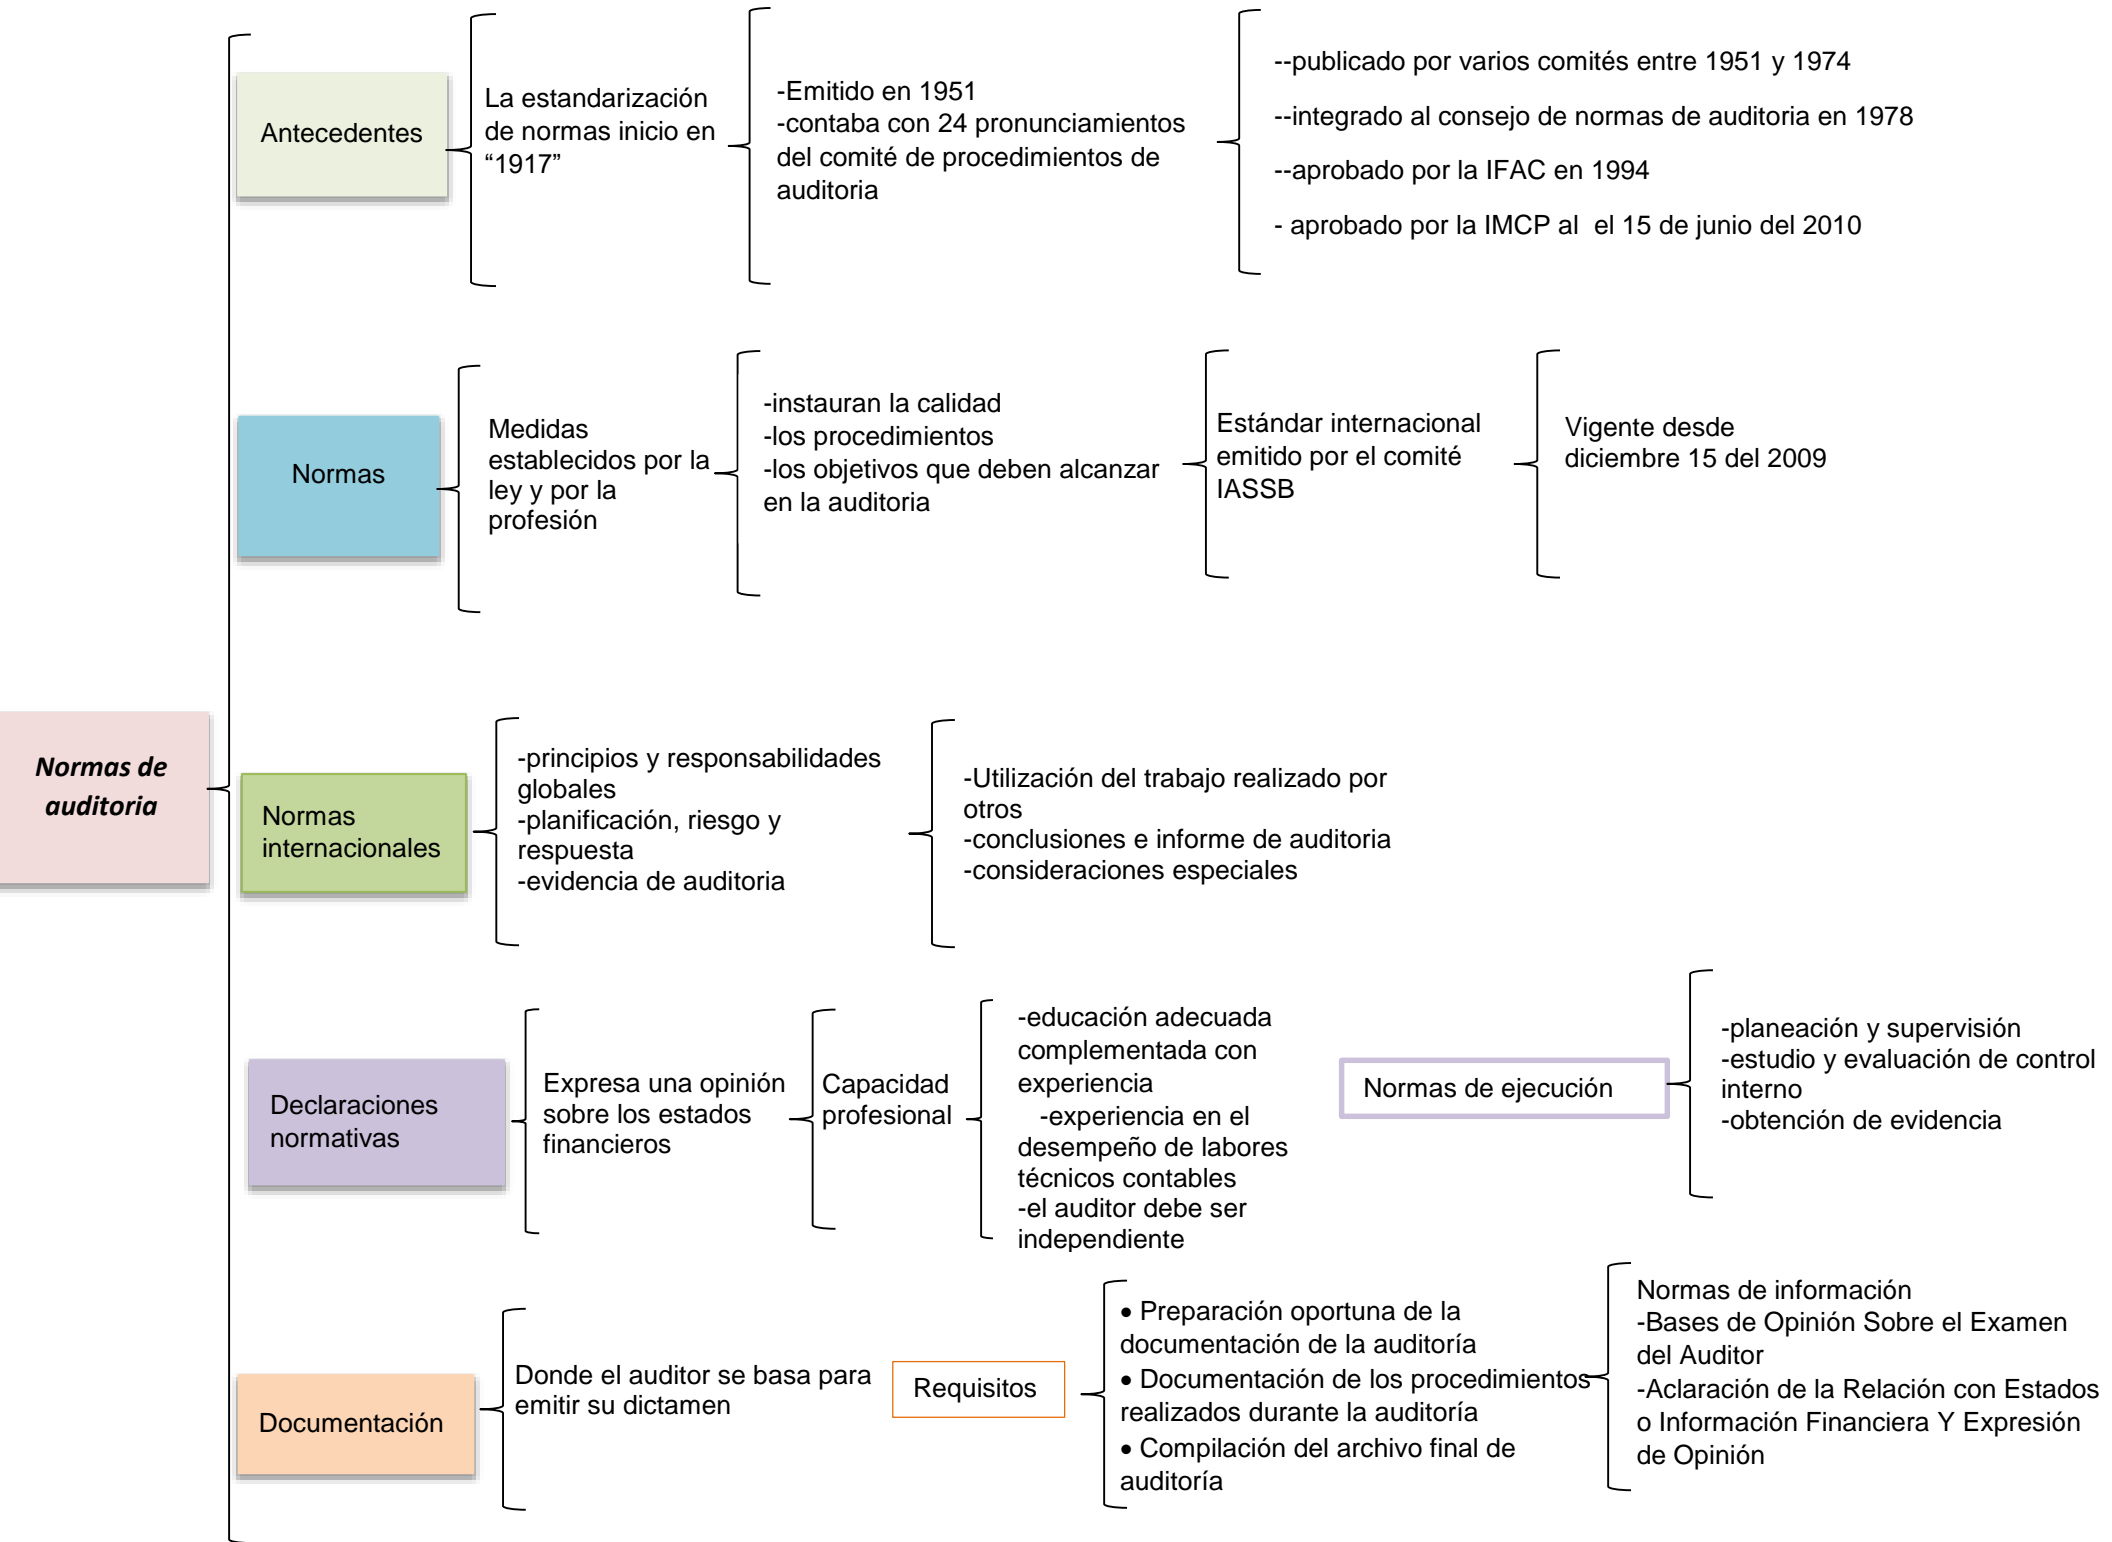 Normas de
auditoria
Antecedentes
La estandarización
de normas inicio en
“1917”
-Emitido en 1951
-contaba con 24 pronunciamientos
del comité de procedimientos de
auditoria
--publicado por varios comités entre 1951 y 1974
--integrado al consejo de normas de auditoria en 1978
--aprobado por la IFAC en 1994
- aprobado por la IMCP al  el 15 de junio del 2010
Normas
Medidas
establecidos por la
ley y por la
profesión
-instauran la calidad
-los procedimientos
-los objetivos que deben alcanzar
en la auditoria
Estándar internacional
emitido por el comité
IASSB
Vigente desde
diciembre 15 del 2009
Normas
internacionales
-principios y responsabilidades
globales
-planificación, riesgo y
respuesta
-evidencia de auditoria
-Utilización del trabajo realizado por
otros
-conclusiones e informe de auditoria
-consideraciones especiales
Declaraciones
normativas
Expresa una opinión
sobre los estados
financieros
Capacidad
profesional
-educación adecuada
complementada con
experiencia
-experiencia en el
desempeño de labores
técnicos contables
-el auditor debe ser
independiente
Normas de ejecución
-planeación y supervisión
-estudio y evaluación de control
interno
-obtención de evidencia
Documentación
Donde el auditor se basa para
emitir su dictamen
Requisitos
• Preparación oportuna de la
documentación de la auditoría
• Documentación de los procedimientos
realizados durante la auditoría
• Compilación del archivo final de
auditoría
Normas de información
-Bases de Opinión Sobre el Examen
del Auditor
-Aclaración de la Relación con Estados
o Información Financiera Y Expresión
de Opinión